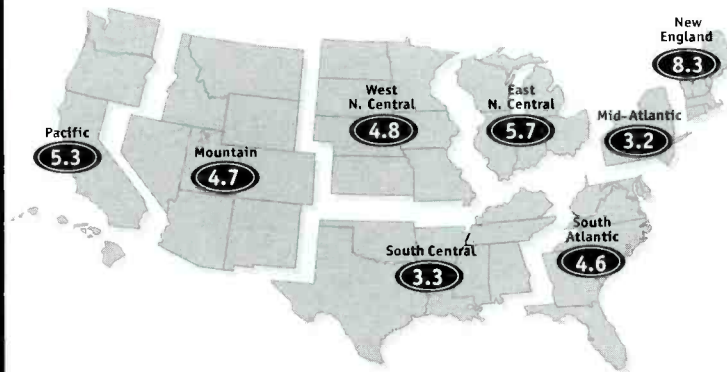 New
England
8.3
West
N. Central
4.8
East
N. Central
5.7
Mid-Atlantic
3.2
Pacific
5.3
Mountain
4.7
South
Atlantic
4.6
South Central
3.3